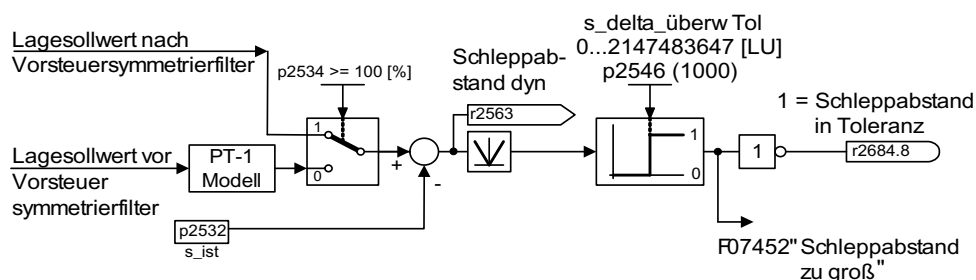 Lagesollwert nach
Vorsteuersymmetrierfilter
p2534 >= 100 [%]
Schleppab-
stand dyn
r2563
s_delta_überw Tol
0...2147483647 [LU]
p2546 (1000)
1 = Schleppabstand
in Toleranz
r2684.8
1
0
+
-
1
0
1
Lagesollwert vor
Vorsteuer
symmetrierfilter
PT-1
Modell
p2532
s_ist
F07452"Schleppabstand
zu groß"